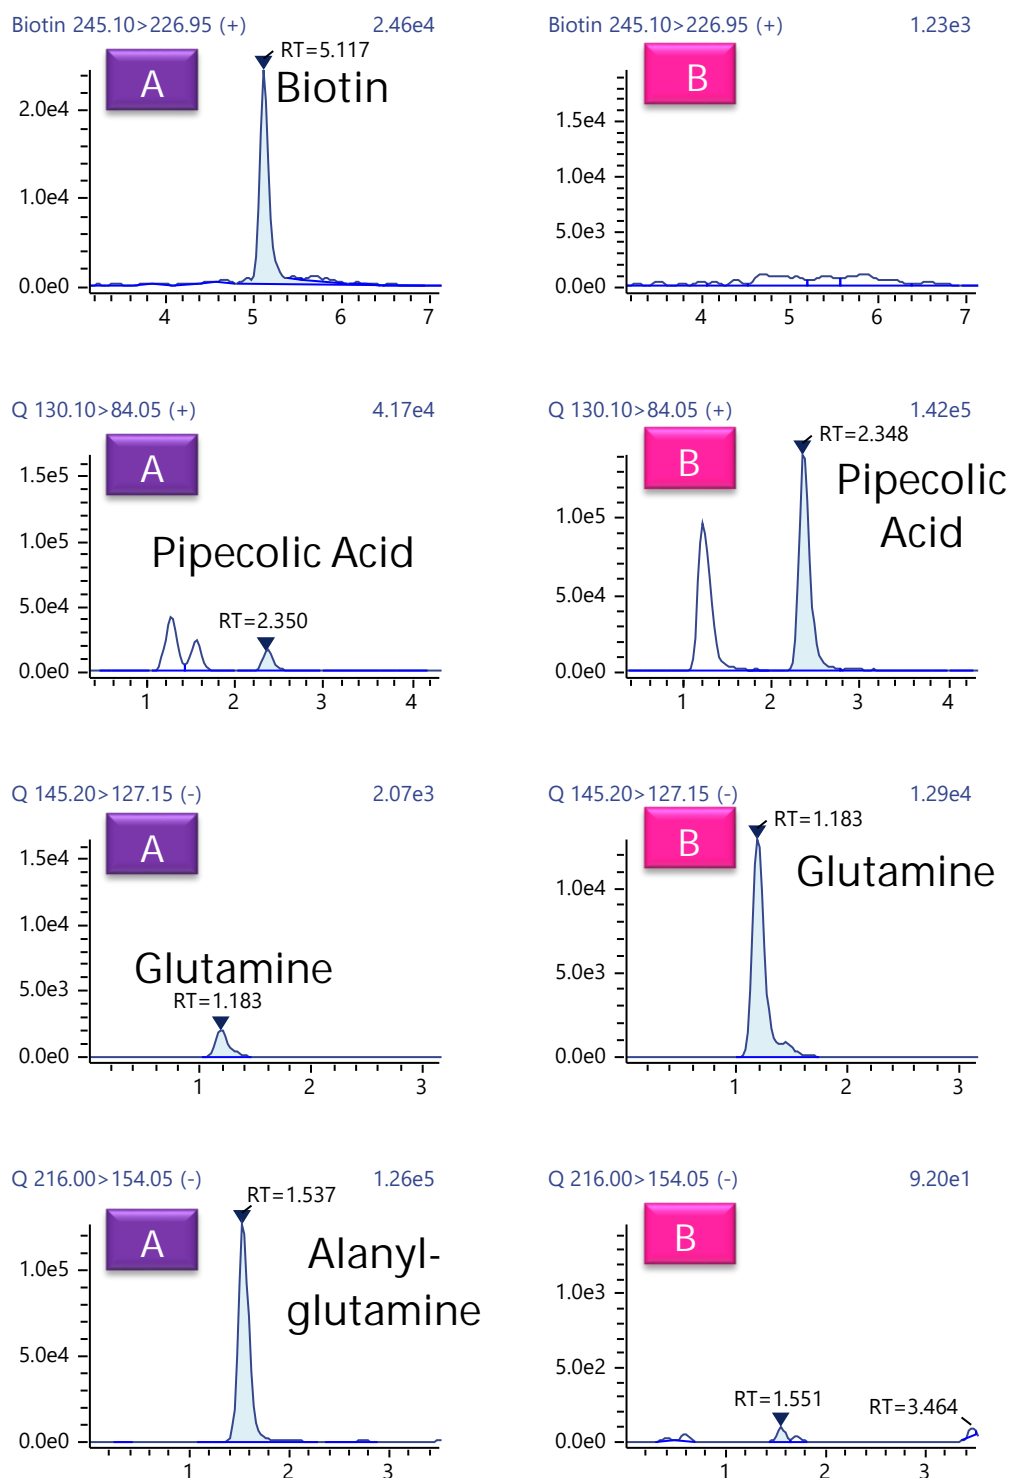 Biotin 245.10>226.95 (+) 2.46e4
RT=5.117
A
Biotin
2.0e4
1.0e4
0.0e0
4 5 6 7
Biotin 245.10>226.95 (+) 1.23e3
B
1.5e4
1.0e4
5.0e3
0.0e0
4 5 6 7
Q 130.10>84.05 (+) 4.17e4
A
1.5e5
1.0e5
Pipecolic Acid
5.0e4
RT=2.350
0.0e0
1 2 3 4
Q 130.10>84.05 (+) 1.42e5
RT=2.348
B
Pipecolic
Acid
1.0e5
5.0e4
0.0e0
1 2 3 4
Q 145.20>127.15 (-) 2.07e3
A
1.5e4
1.0e4
Glutamine
5.0e3
RT=1.183
0.0e0
1 2 3
Q 145.20>127.15 (-) 1.29e4
RT=1.183
B
Glutamine
1.0e4
5.0e3
0.0e0
1 2 3
Q 216.00>154.05 (-) 1.26e5
RT=1.537
A
Alanyl-
glutamine
1.0e5
5.0e4
0.0e0
1 2 3
Q 216.00>154.05 (-) 9.20e1
B
1.0e3
5.0e2
RT=1.551
RT=3.464
0.0e0
1 2 3